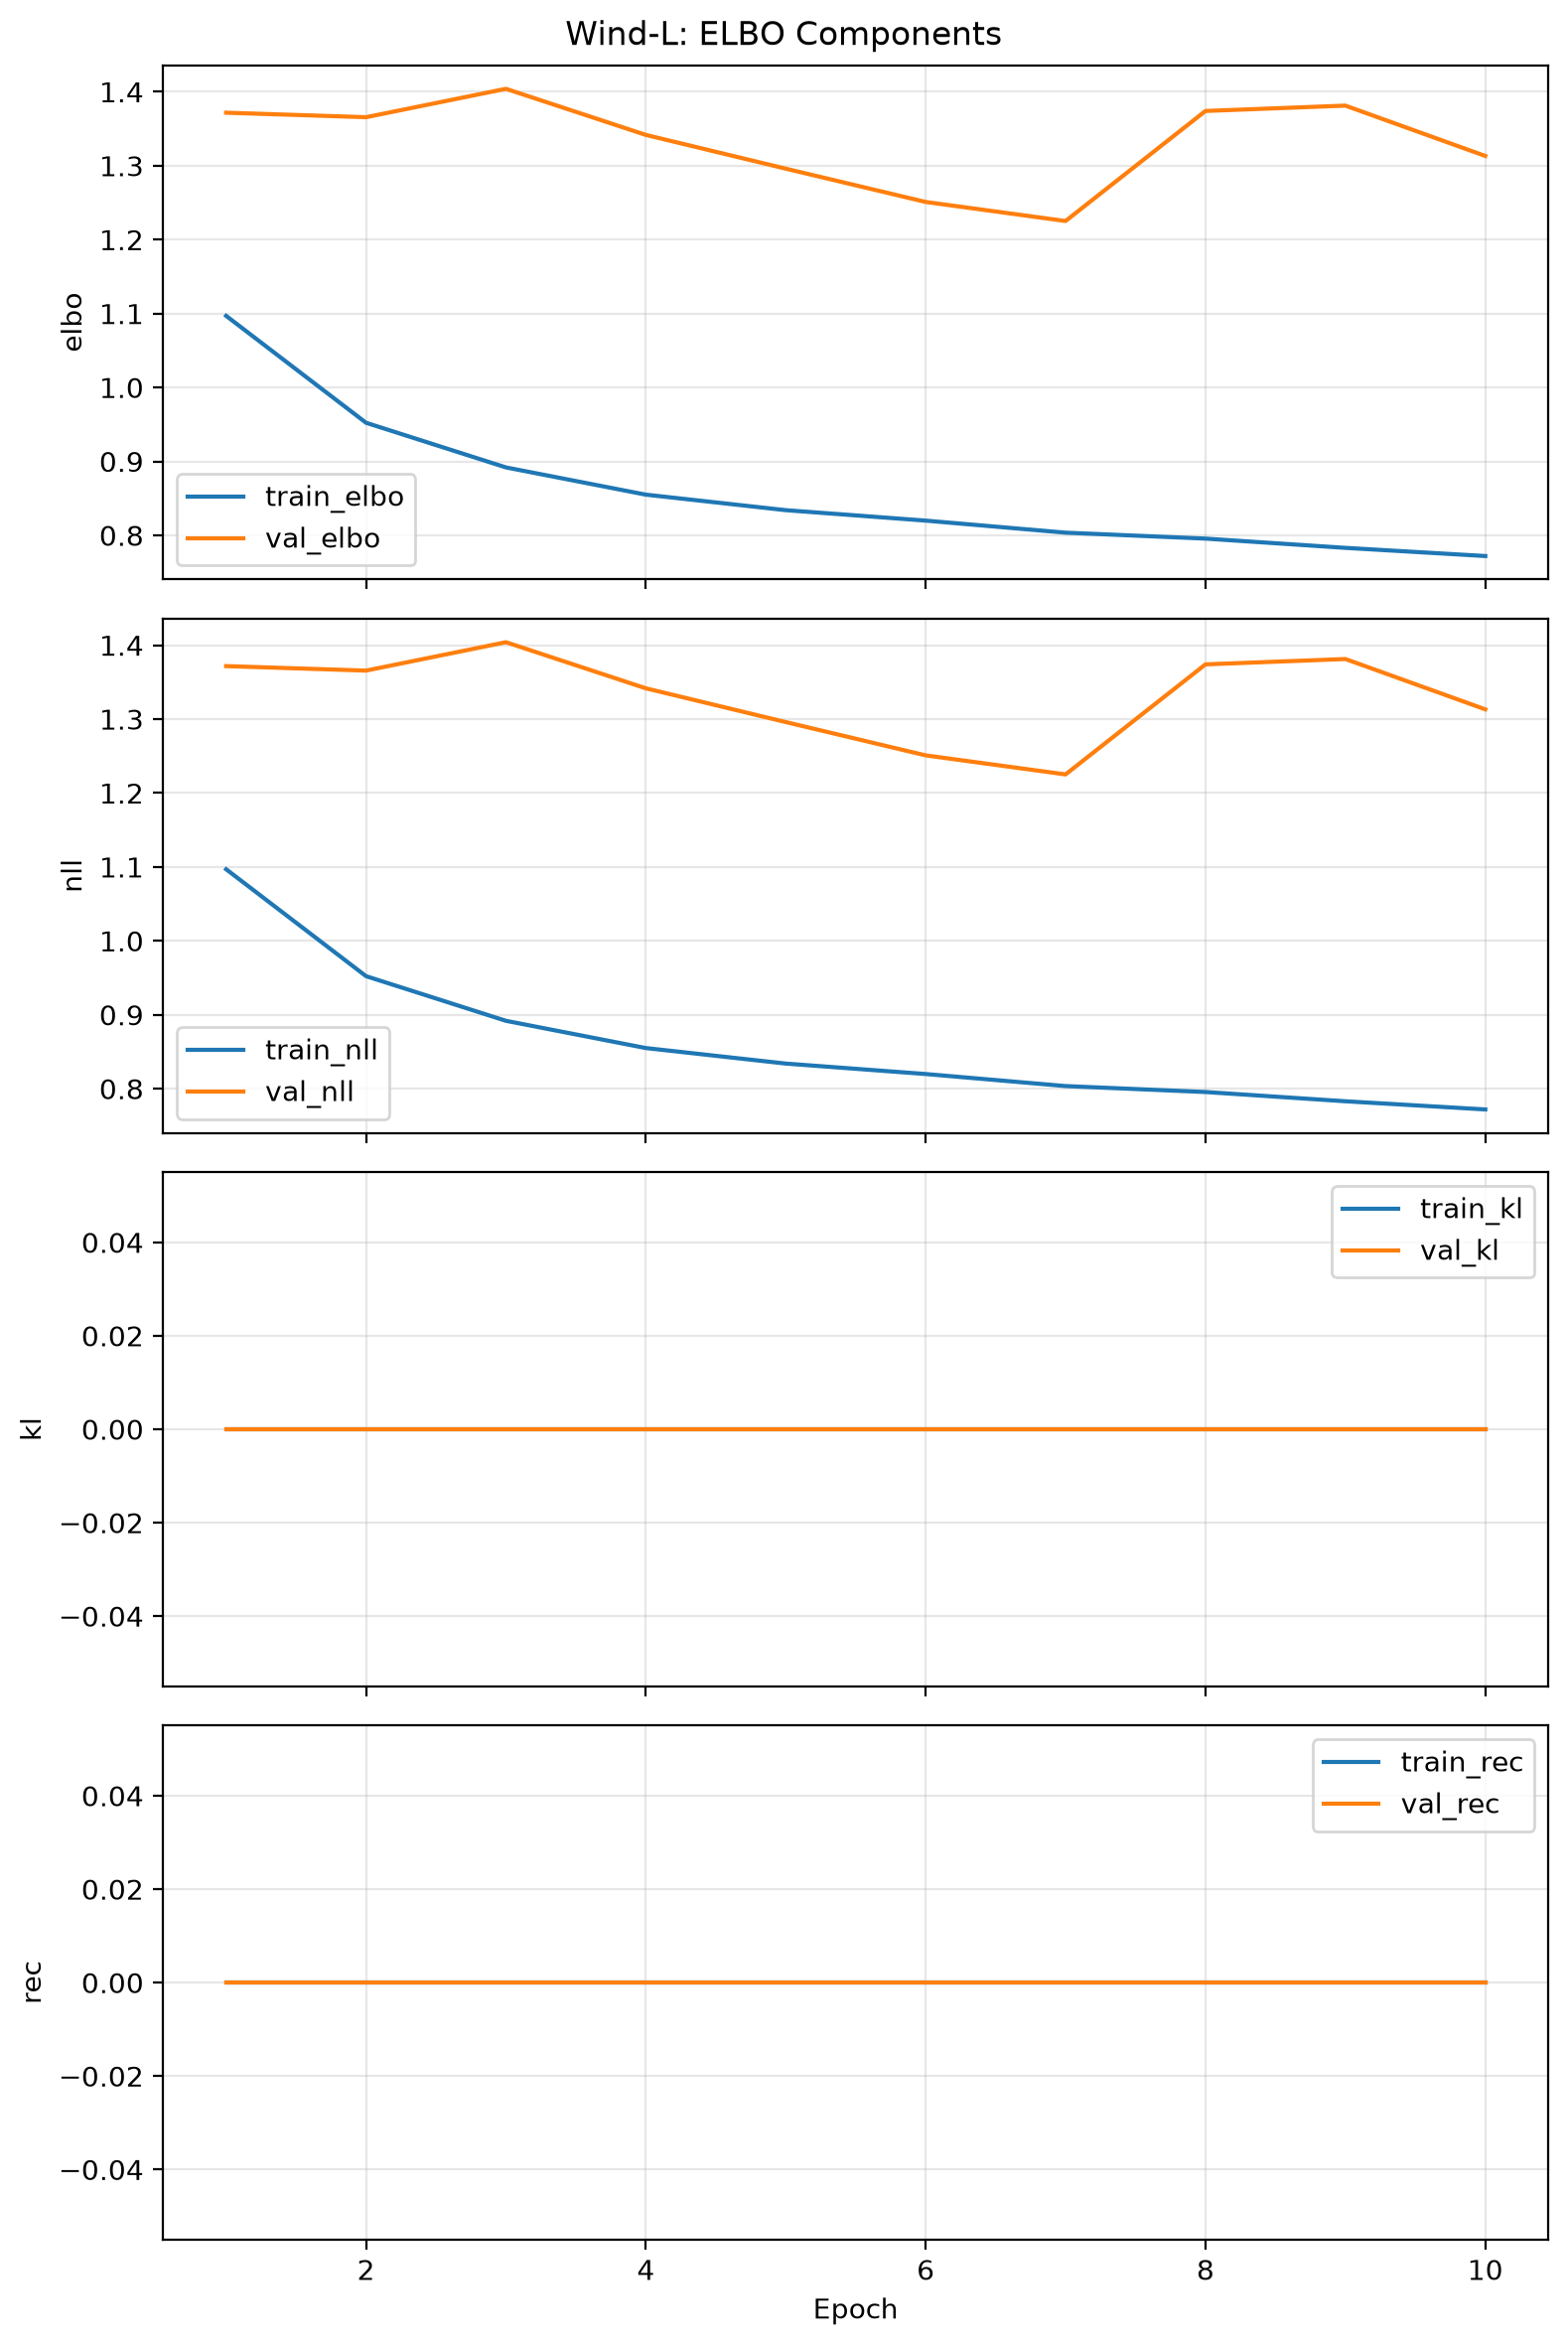 Wind-L: ELBO Components
1.4
1.3
1.2
1.1
1.0
0.9
0.8
elbo
train_elbo
val_elbo
1.4
1.3
1.2
1.1
1.0
0.9
0.8
nll
train_nll
val_nll
0.04
0.02
0.00
−0.02
−0.04
kl
train_kl
val_kl
0.04
0.02
0.00
−0.02
−0.04
rec
train_rec
val_rec
2 4 6 8 10
Epoch